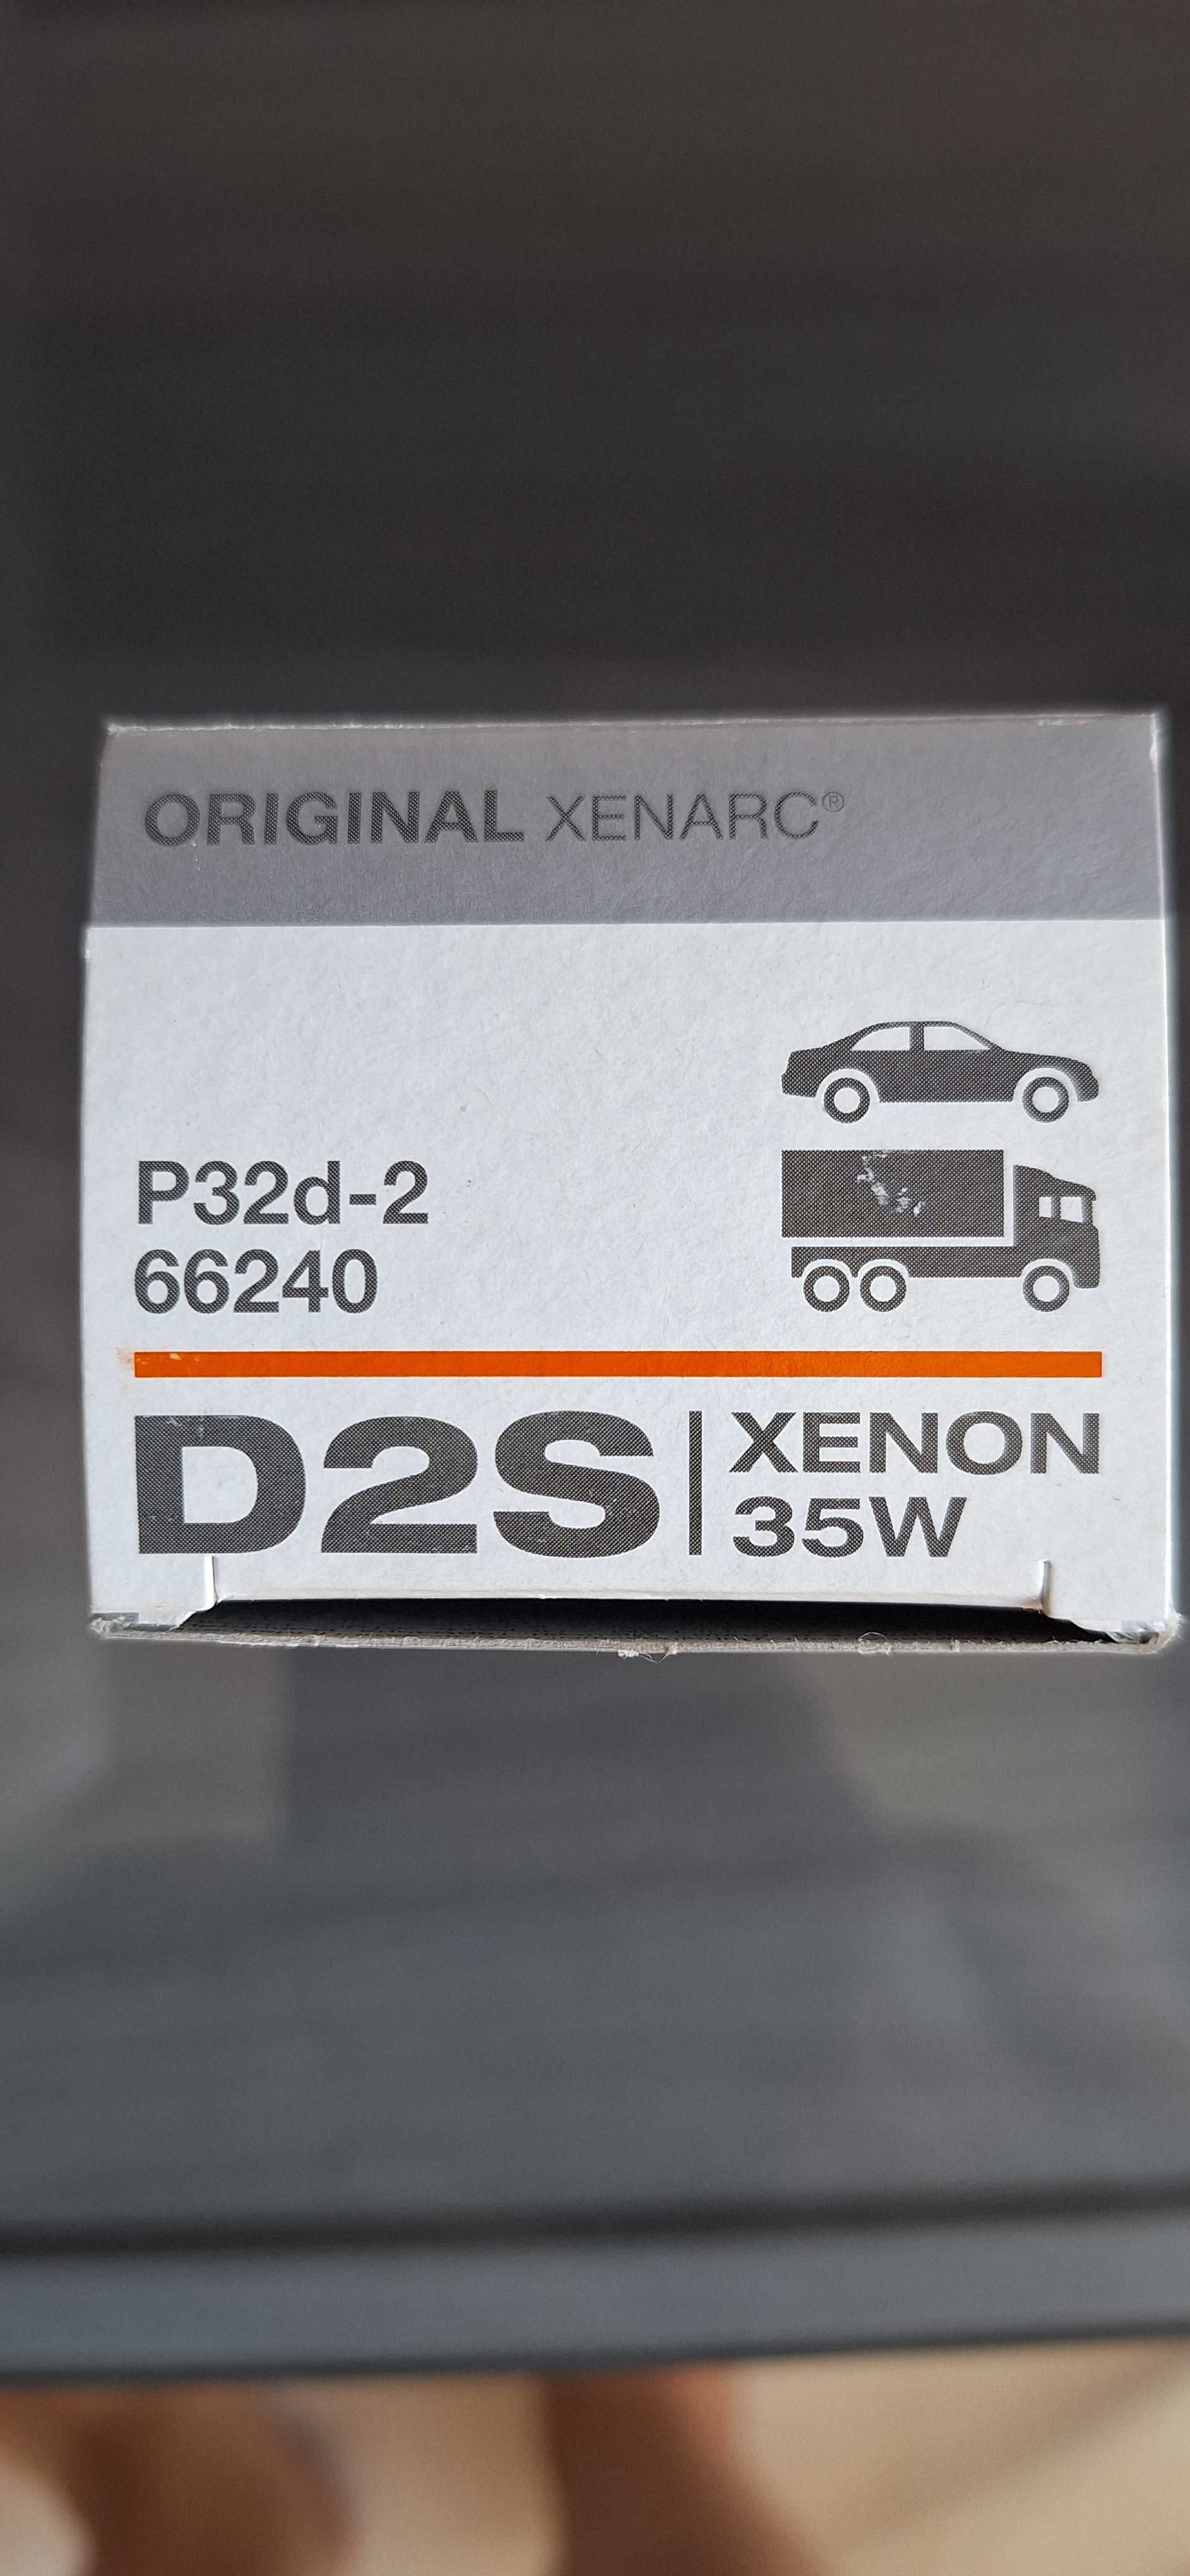 ORIGINAL XENARC®
P32d-2
66240
D2S | XENON
35W